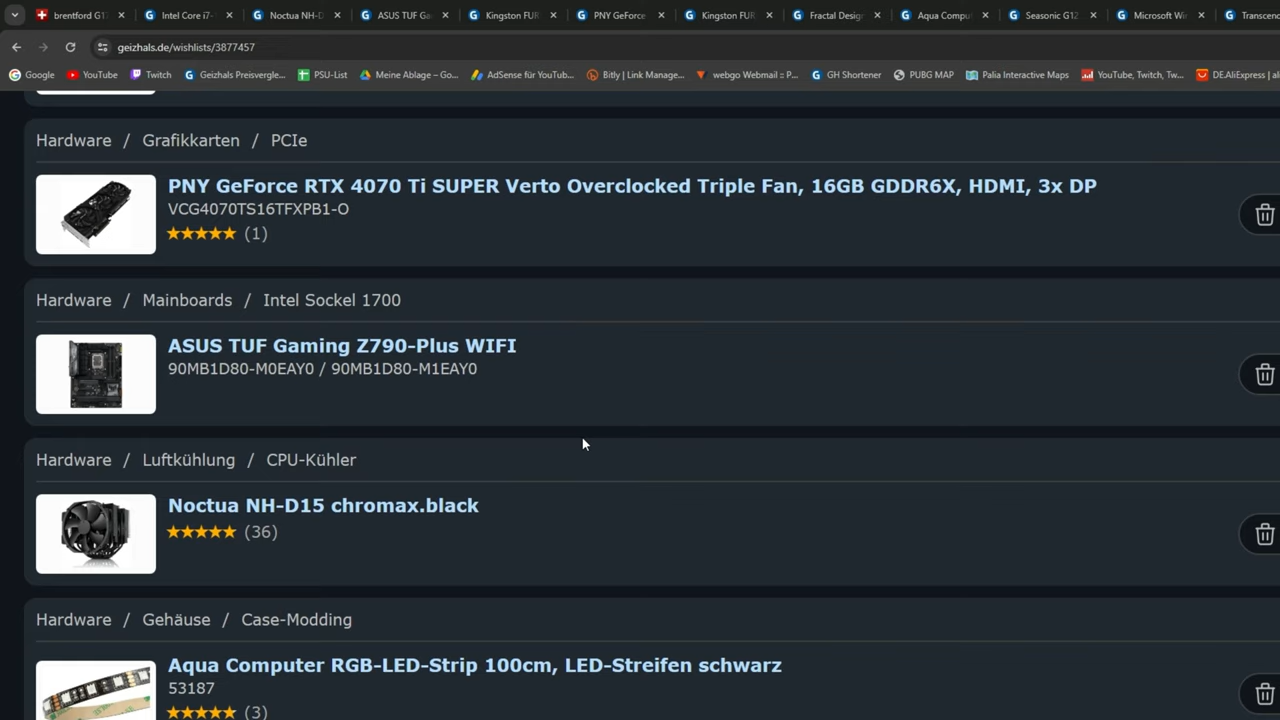 brentford G1
Intel Core i7-
Noctua NH-D
ASUS TUF Ga
Kingston FUR
PNY GeForce
Kingston FUR
Fractal Design
Aqua Compu
Seasonic G12
Microsoft Win
Transcend
geizhals.de/wishlists/3877457
Google
YouTube
Twitch
Geizhals Preisvergle...
PSU-List
Meine Ablage – Go...
AdSense für YouTub...
Bitly | Link Manage...
webgo Webmail :: P...
GH Shortener
PUBG MAP
Palia Interactive Maps
YouTube, Twitch, Tw...
DE.AliExpress | al
Hardware / Grafikkarten / PCIe
PNY GeForce RTX 4070 Ti SUPER Verto Overclocked Triple Fan, 16GB GDDR6X, HDMI, 3x DP
VCG4070TS16TFXPB1-O
(1)
Hardware / Mainboards / Intel Sockel 1700
ASUS TUF Gaming Z790-Plus WIFI
90MB1D80-M0EAY0 / 90MB1D80-M1EAY0
Hardware / Luftkühlung / CPU-Kühler
Noctua NH-D15 chromax.black
(36)
Hardware / Gehäuse / Case-Modding
Aqua Computer RGB-LED-Strip 100cm, LED-Streifen schwarz
53187
(3)